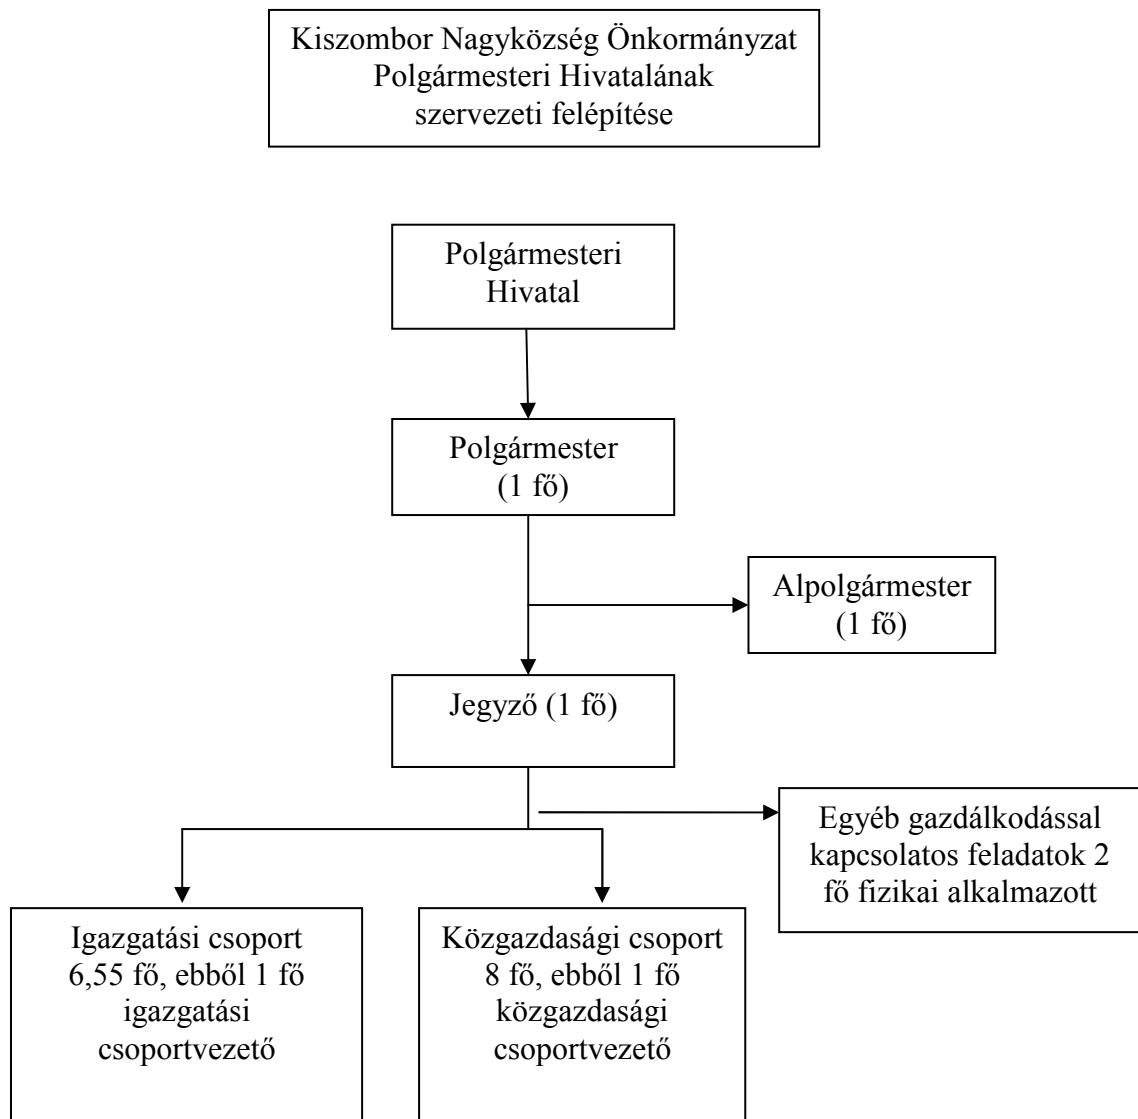 Kiszombor Nagyközség Önkormányzat
Polgármesteri Hivatalának
szervezeti felépítése
Polgármesteri
Hivatal
Polgármester
(1 fő)
Alpolgármester
(1 fő)
Jegyző (1 fő)
Egyéb gazdálkodással
kapcsolatos feladatok 2
fő fizikai alkalmazott
Igazgatási csoport
6,55 fő, ebből 1 fő
igazgatási
csoportvezető
Közgazdasági csoport
8 fő, ebből 1 fő
közgazdasági
csoportvezető